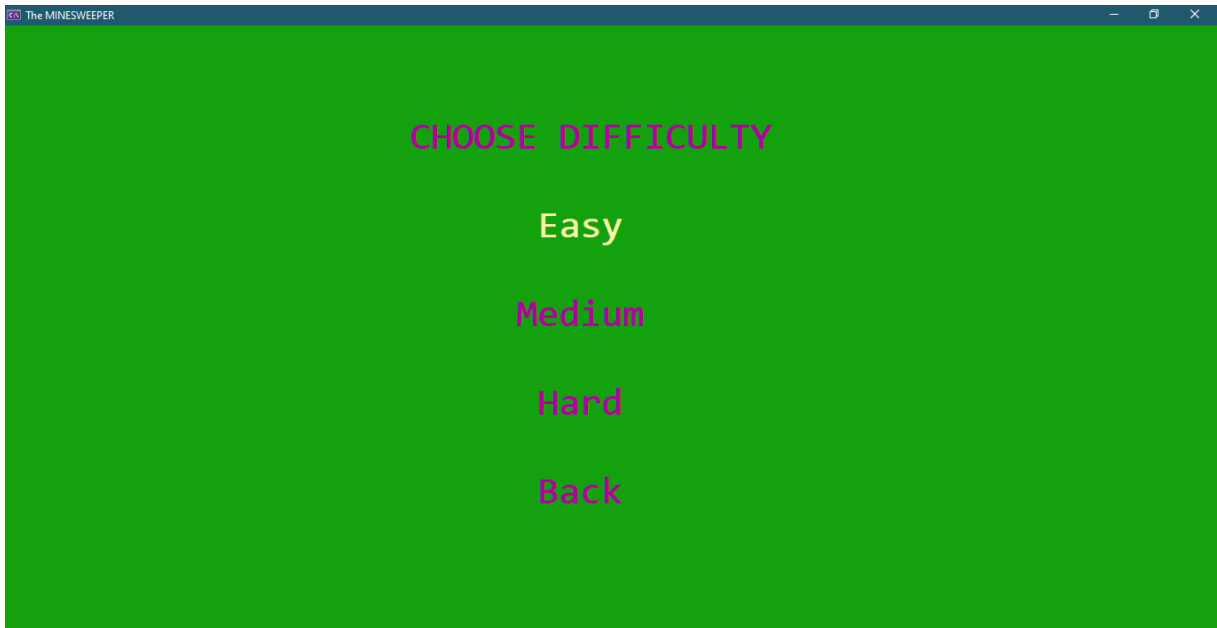 The MINESWEEPER
CHOOSE DIFFICULTY
Easy
Medium
Hard
Back